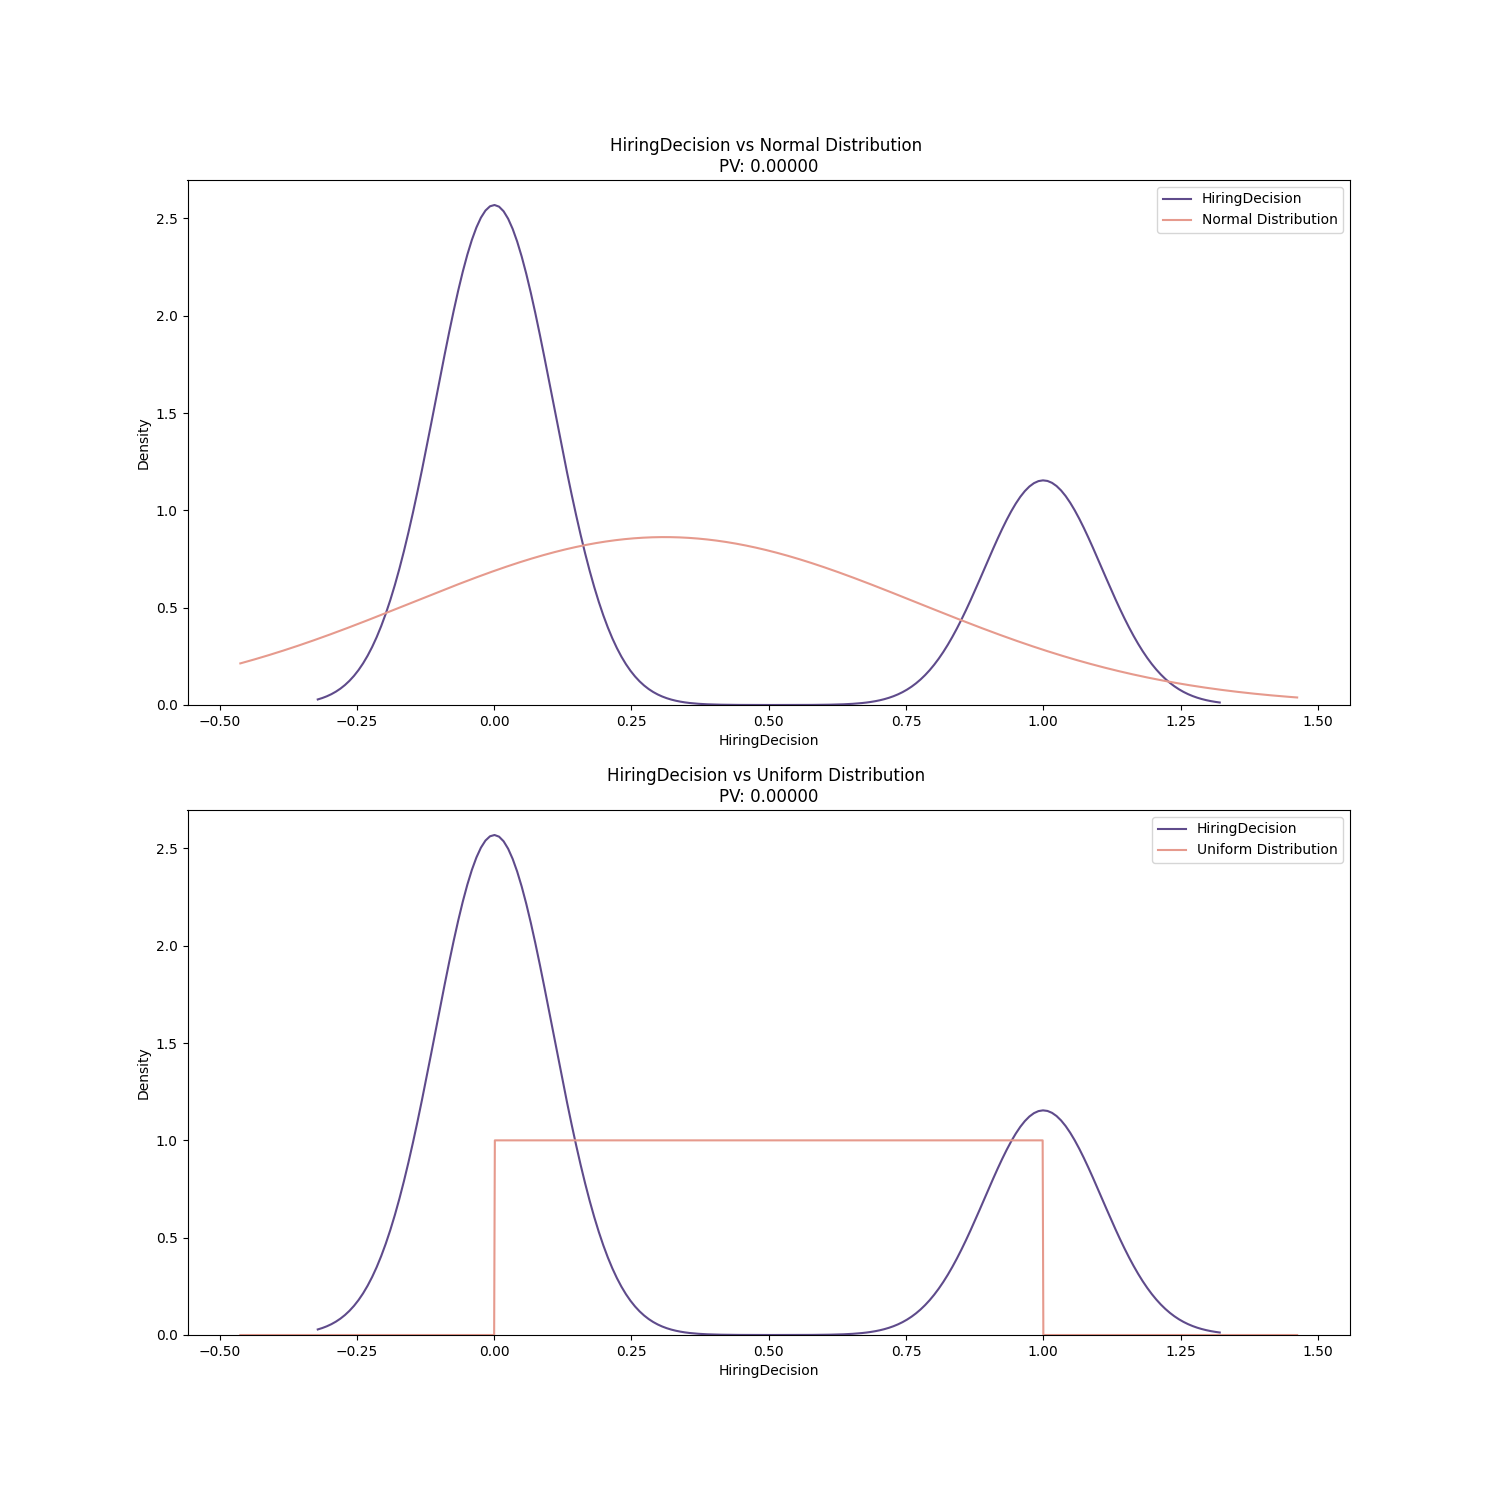 HiringDecision vs Normal Distribution
PV: 0.00000
HiringDecision
Normal Distribution
Density
2.5
2.0
1.5
1.0
0.5
0.0
−0.50 −0.25 0.00 0.25 0.50 0.75 1.00 1.25 1.50
HiringDecision
HiringDecision vs Uniform Distribution
PV: 0.00000
HiringDecision
Uniform Distribution
Density
2.5
2.0
1.5
1.0
0.5
0.0
−0.50 −0.25 0.00 0.25 0.50 0.75 1.00 1.25 1.50
HiringDecision